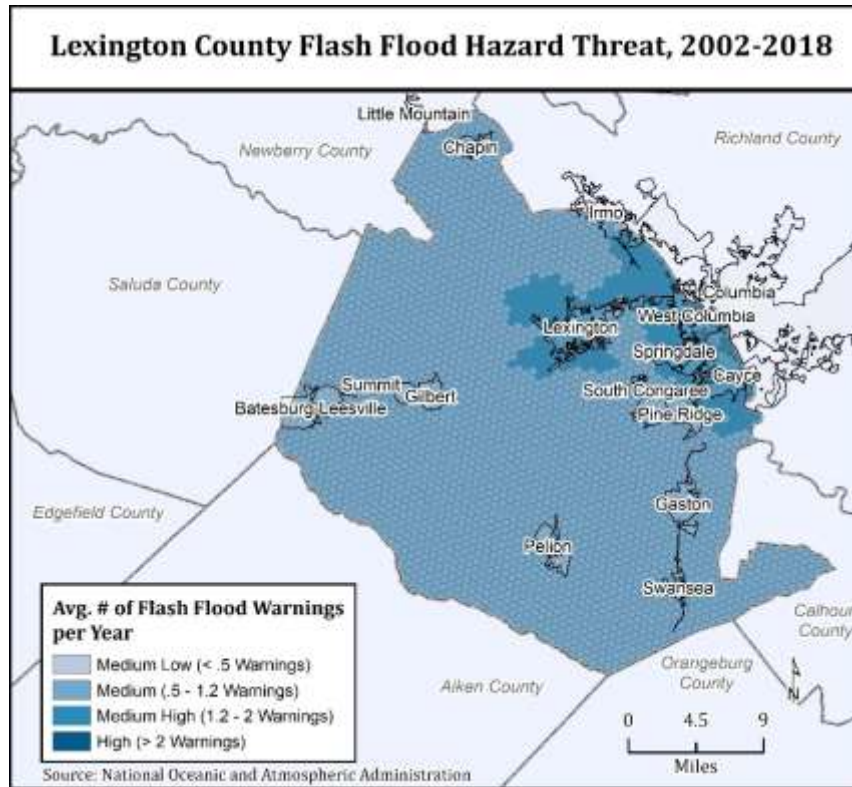 Lexington County Flash Flood Hazard Threat, 2002-2018
Little Mountain
Newberry County
Chapin
Richland County
Irmo
Saluda County
Columbia
West Columbia
Lexington
Springdale
Cayce
Summit
Gilbert
South Congaree
Batesburg-Leesville
Pine Ridge
Edgefield County
Gaston
Pelion
Swansea
Calhoun
County
Orangeburg
County
Aiken County
N
Avg. # of Flash Flood Warnings
per Year
Medium Low (< .5 Warnings)
Medium (.5 - 1.2 Warnings)
Medium High (1.2 - 2 Warnings)
High (> 2 Warnings)
0 4.5 9
Miles
Source: National Oceanic and Atmospheric Administration